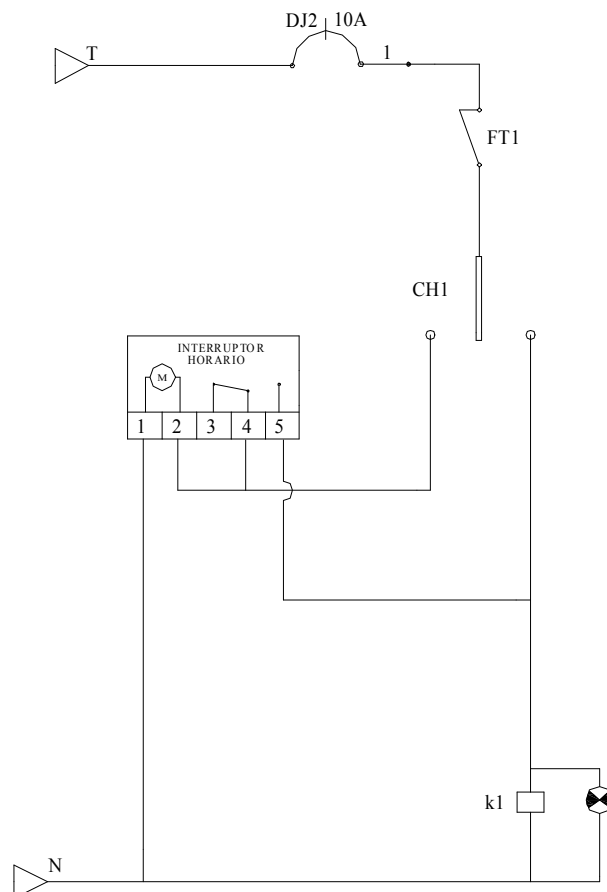 DJ2 10A
T
1
FT1
CH1
INTERRUPTOR
HORARIO
M
1 2 3 4 5
k1
N